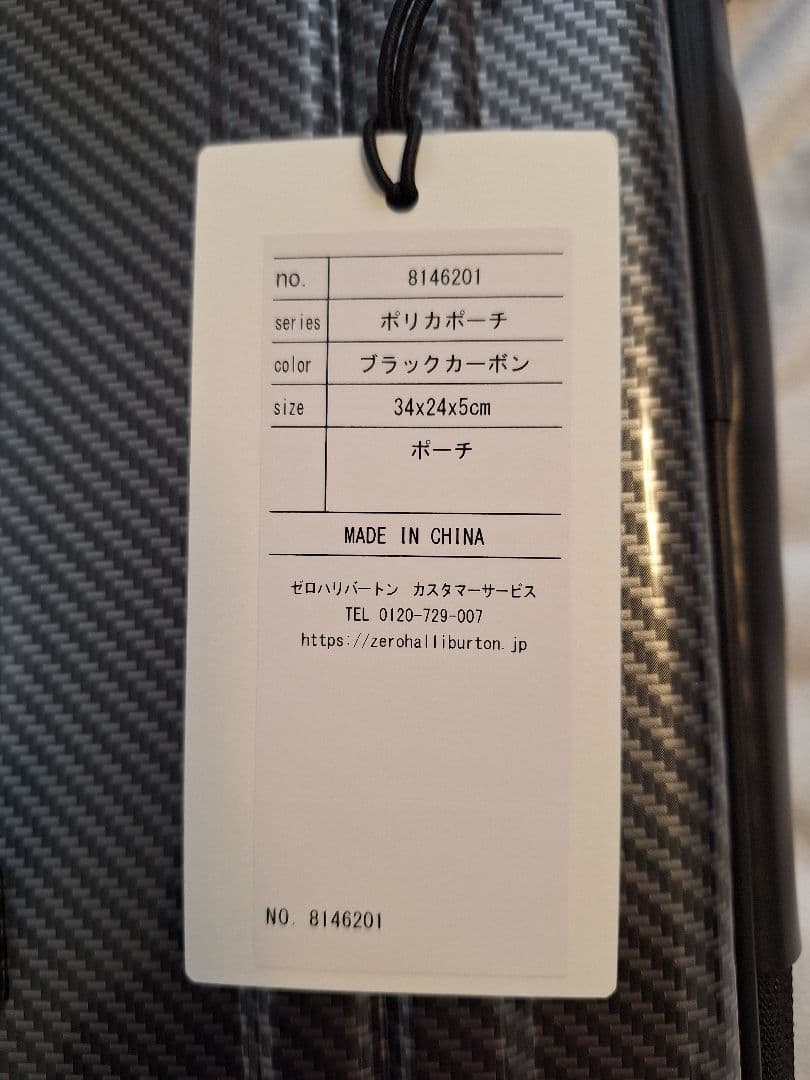 no. 8146201
series ポリカポーチ
color ブラックカーボン
size 34x24x5cm
ポーチ
MADE IN CHINA
ゼロハリバートン カスタマーサービス
TEL 0120-729-007
https://zerohalliburton.jp
NO. 8146201